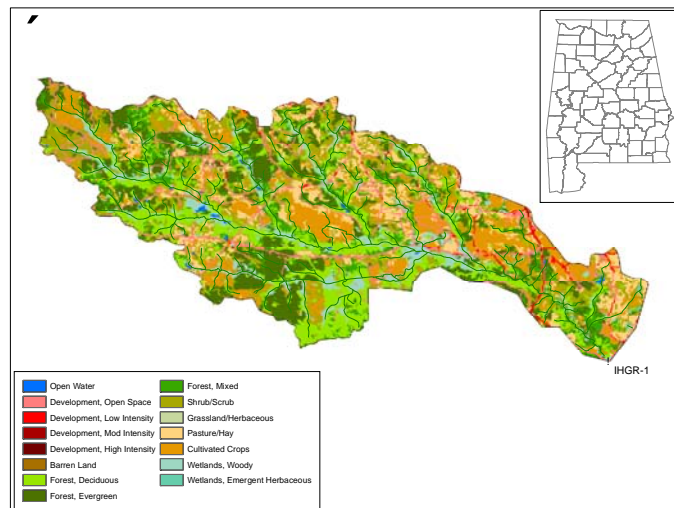 IHGR-1
Open Water
Development, Open Space
Development, Low Intensity
Development, Mod Intensity
Development, High Intensity
Barren Land
Forest, Deciduous
Forest, Evergreen
Forest, Mixed
Shrub/Scrub
Grassland/Herbaceous
Pasture/Hay
Cultivated Crops
Wetlands, Woody
Wetlands, Emergent Herbaceous